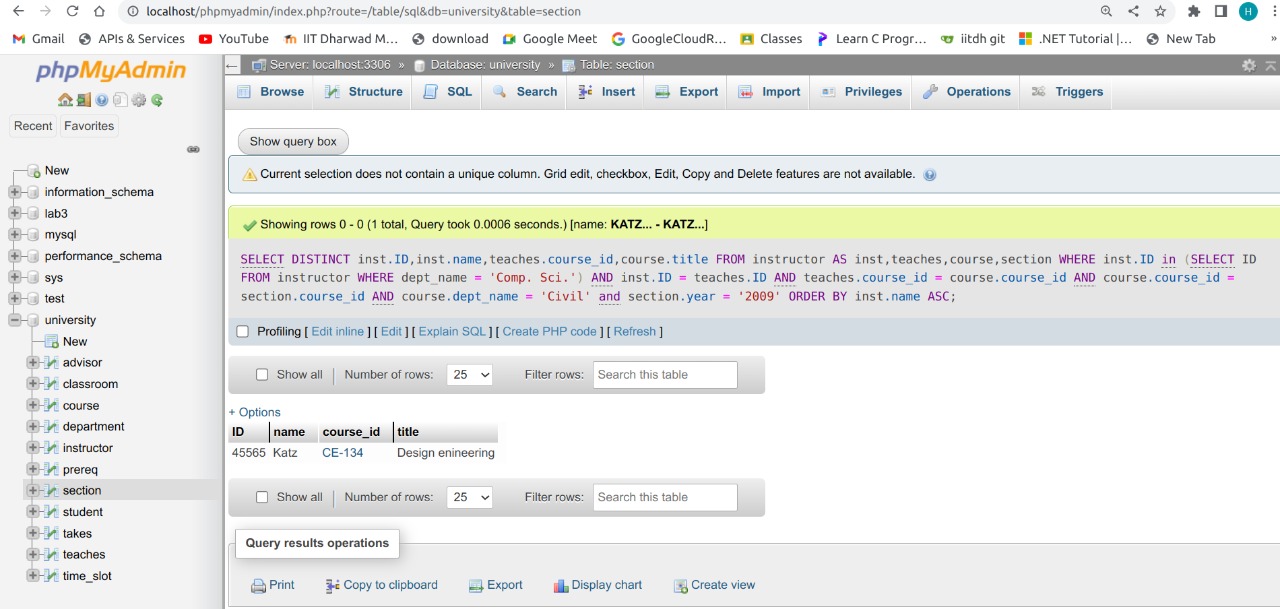 localhost/phpmyadmin/index.php?route=/table/sql&db=university&table=section
H
Gmail APIs & Services YouTube IIT Dharwad M... download Google Meet GoogleCloudR... Classes Learn C Progr... iitdh git .NET Tutorial |... New Tab »
phpMyAdmin
Recent Favorites
New
information_schema
lab3
mysql
performance_schema
sys
test
university
New
advisor
classroom
course
department
instructor
prereq
section
student
takes
teaches
time_slot
Server: localhost:3306 » Database: university » Table: section
Browse Structure SQL Search Insert Export Import Privileges Operations Triggers
Show query box
Current selection does not contain a unique column. Grid edit, checkbox, Edit, Copy and Delete features are not available.
Showing rows 0 - 0 (1 total, Query took 0.0006 seconds.) [name: KATZ... - KATZ...]
SELECT DISTINCT inst.ID,inst.name,teaches.course_id,course.title FROM instructor AS inst,teaches,course,section WHERE inst.ID in (SELECT ID
FROM instructor WHERE dept_name = 'Comp. Sci.') AND inst.ID = teaches.ID AND teaches.course_id = course.course_id AND course.course_id =
section.course_id AND course.dept_name = 'Civil' and section.year = '2009' ORDER BY inst.name ASC;
Profiling [ Edit inline ] [ Edit ] [ Explain SQL ] [ Create PHP code ] [ Refresh ]
Show all | Number of rows: 25 Filter rows: Search this table
+ Options
ID name course_id title
45565 Katz CE-134 Design enineering
Show all | Number of rows: 25 Filter rows: Search this table
Query results operations
Print Copy to clipboard Export Display chart Create view